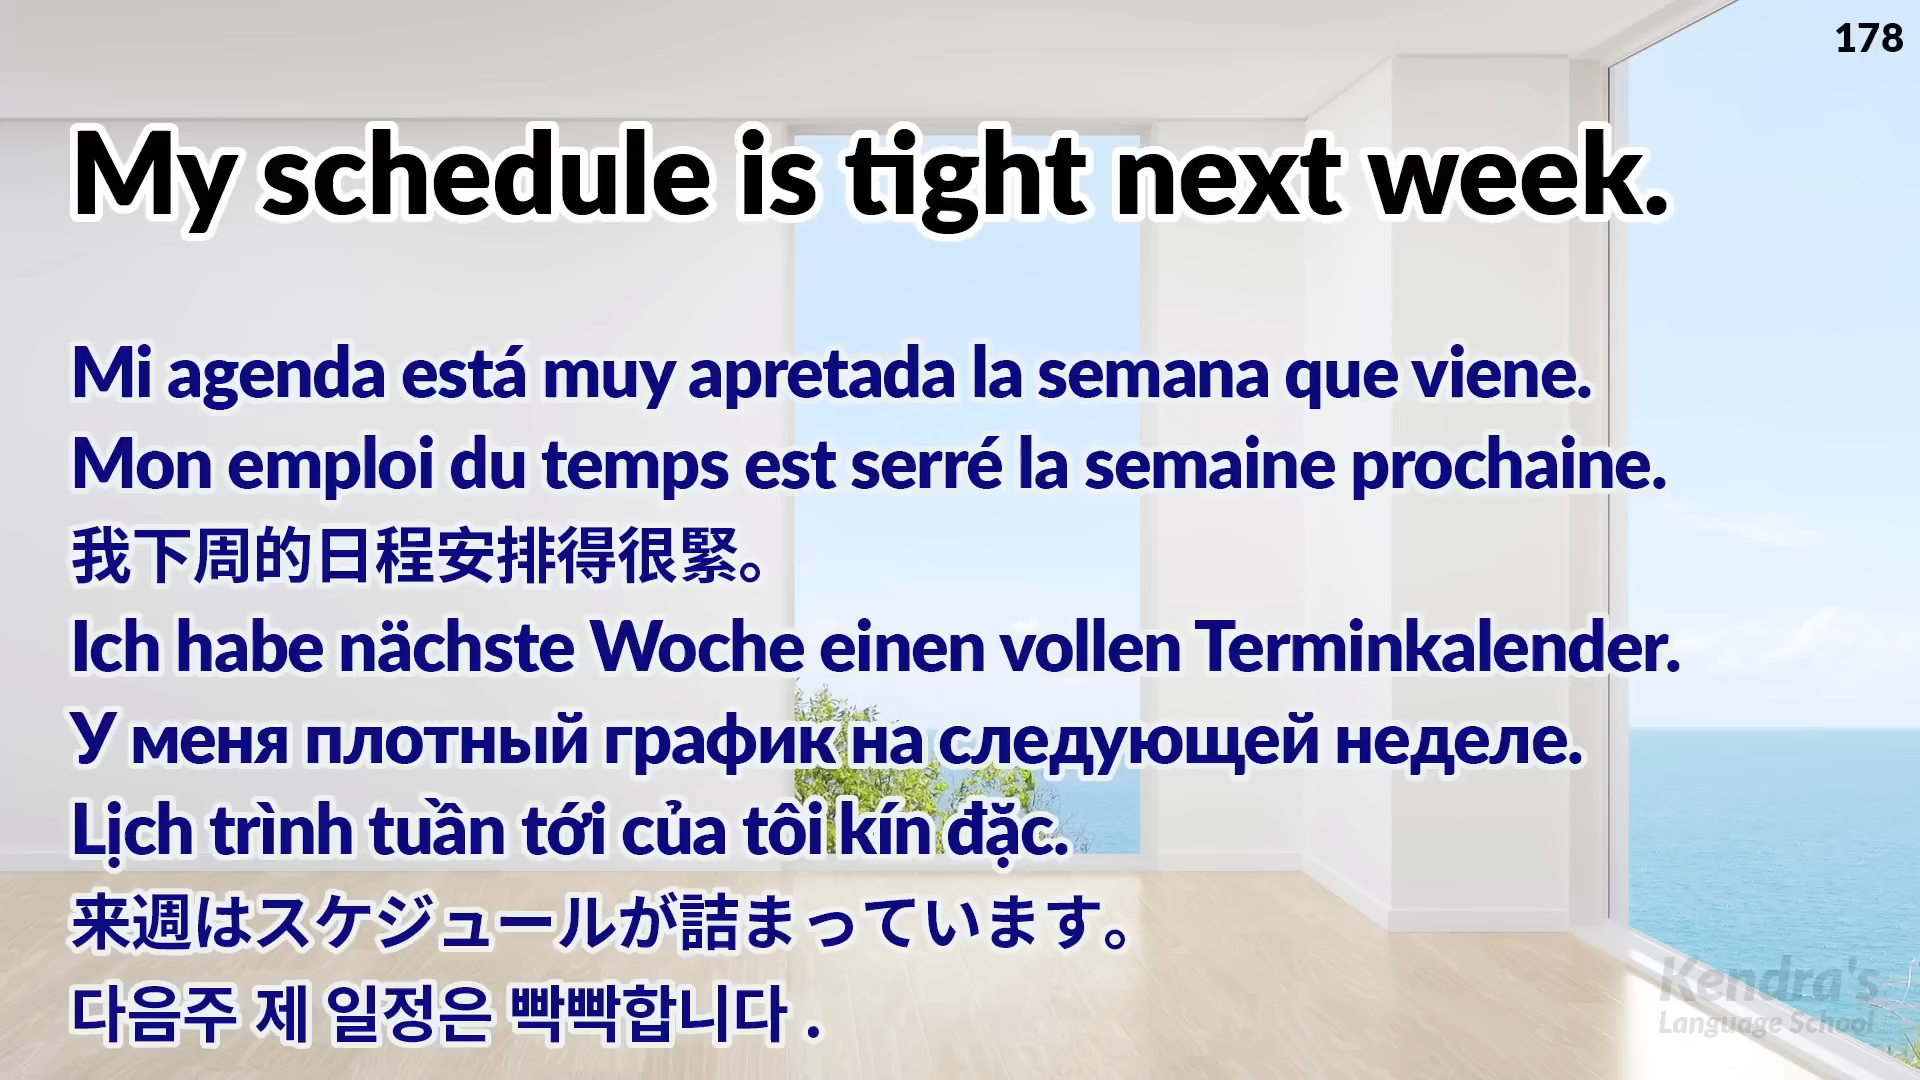 178
My schedule is tight next week.
Mi agenda está muy apretada la semana que viene.
Mon emploi du temps est serré la semaine prochaine.
我下周的日程安排得很緊。
Ich habe nächste Woche einen vollen Terminkalender.
У меня плотный график на следующей неделе.
Lịch trình tuần tới của tôi kín đặc.
来週はスケジュールが詰まっています。
다음주 제 일정은 빡빡합니다 .
Kendra's
Language School